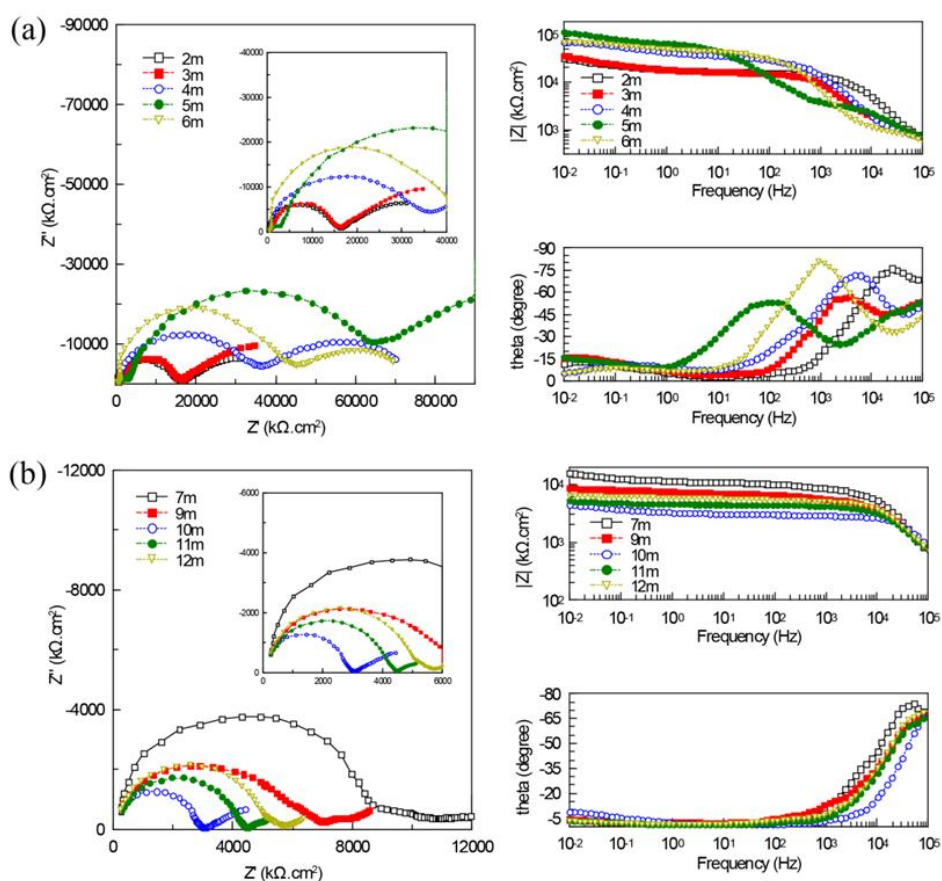 (a)
-90000
-70000
-50000
-30000
-10000
Z'' (kΩ.cm²)
2m
3m
4m
5m
6m
-40000
-30000
-20000
-10000
0
0 10000 20000 30000 40000
0 20000 40000 60000 80000
Z' (kΩ.cm²)
10⁵
10⁴
10³
|Z| (kΩ.cm²)
2m
3m
4m
5m
6m
10⁻² 10⁻¹ 10⁰ 10¹ 10² 10³ 10⁴ 10⁵
Frequency (Hz)
-90
-75
-60
-45
-30
-15
0
theta (degree)
10⁻² 10⁻¹ 10⁰ 10¹ 10² 10³ 10⁴ 10⁵
Frequency (Hz)
(b)
-12000
-8000
-4000
0
Z'' (kΩ.cm²)
7m
9m
10m
11m
12m
-6000
-4000
-2000
0
0 2000 4000 6000
0 4000 8000 12000
Z' (kΩ.cm²)
10⁴
10³
10²
|Z| (kΩ.cm²)
7m
9m
10m
11m
12m
10⁻² 10⁻¹ 10⁰ 10¹ 10² 10³ 10⁴ 10⁵
Frequency (Hz)
-80
-65
-50
-35
-20
-5
theta (degree)
10⁻² 10⁻¹ 10⁰ 10¹ 10² 10³ 10⁴ 10⁵
Frequency (Hz)